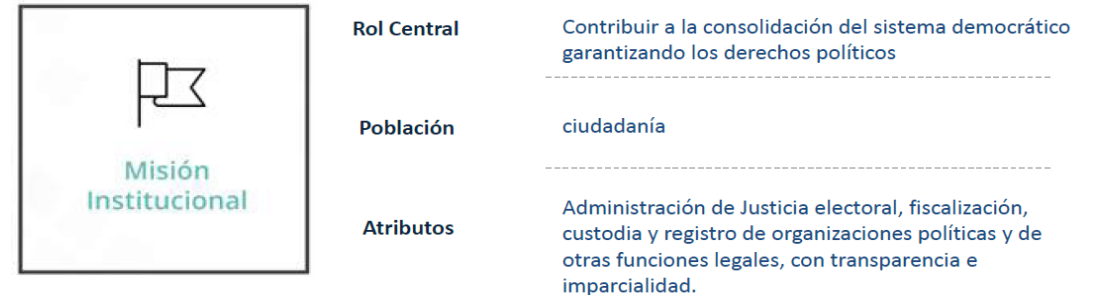 Misión
Institucional
Rol Central
Contribuir a la consolidación del sistema democrático
garantizando los derechos políticos
Población
ciudadanía
Atributos
Administración de Justicia electoral, fiscalización,
custodia y registro de organizaciones políticas y de
otras funciones legales, con transparencia e
imparcialidad.